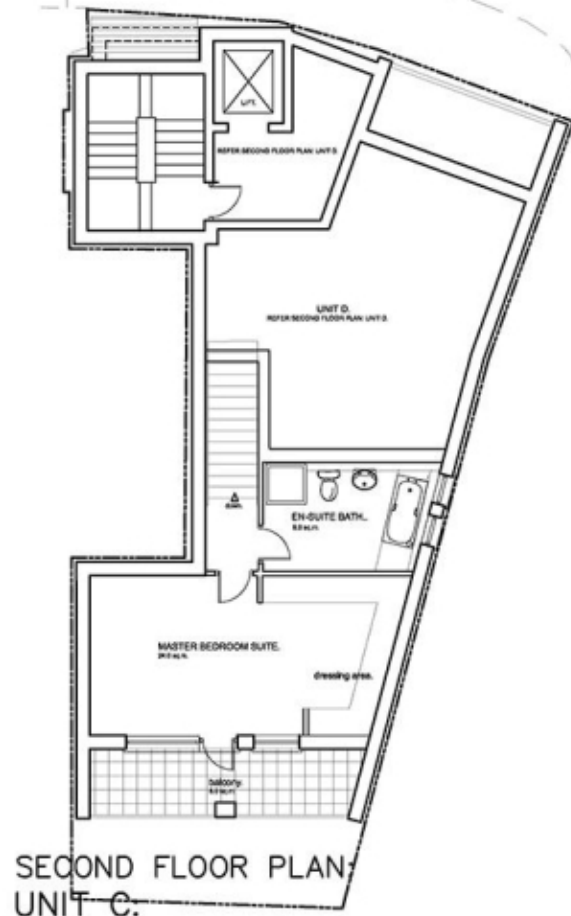 LIFT.
REFER SECOND FLOOR PLAN: UNIT D.
UNIT D.
REFER SECOND FLOOR PLAN: UNIT D.
down.
EN-SUITE BATH.
MASTER BEDROOM SUITE.
dressing area.
balcony.
SECOND FLOOR PLAN:
UNIT C: